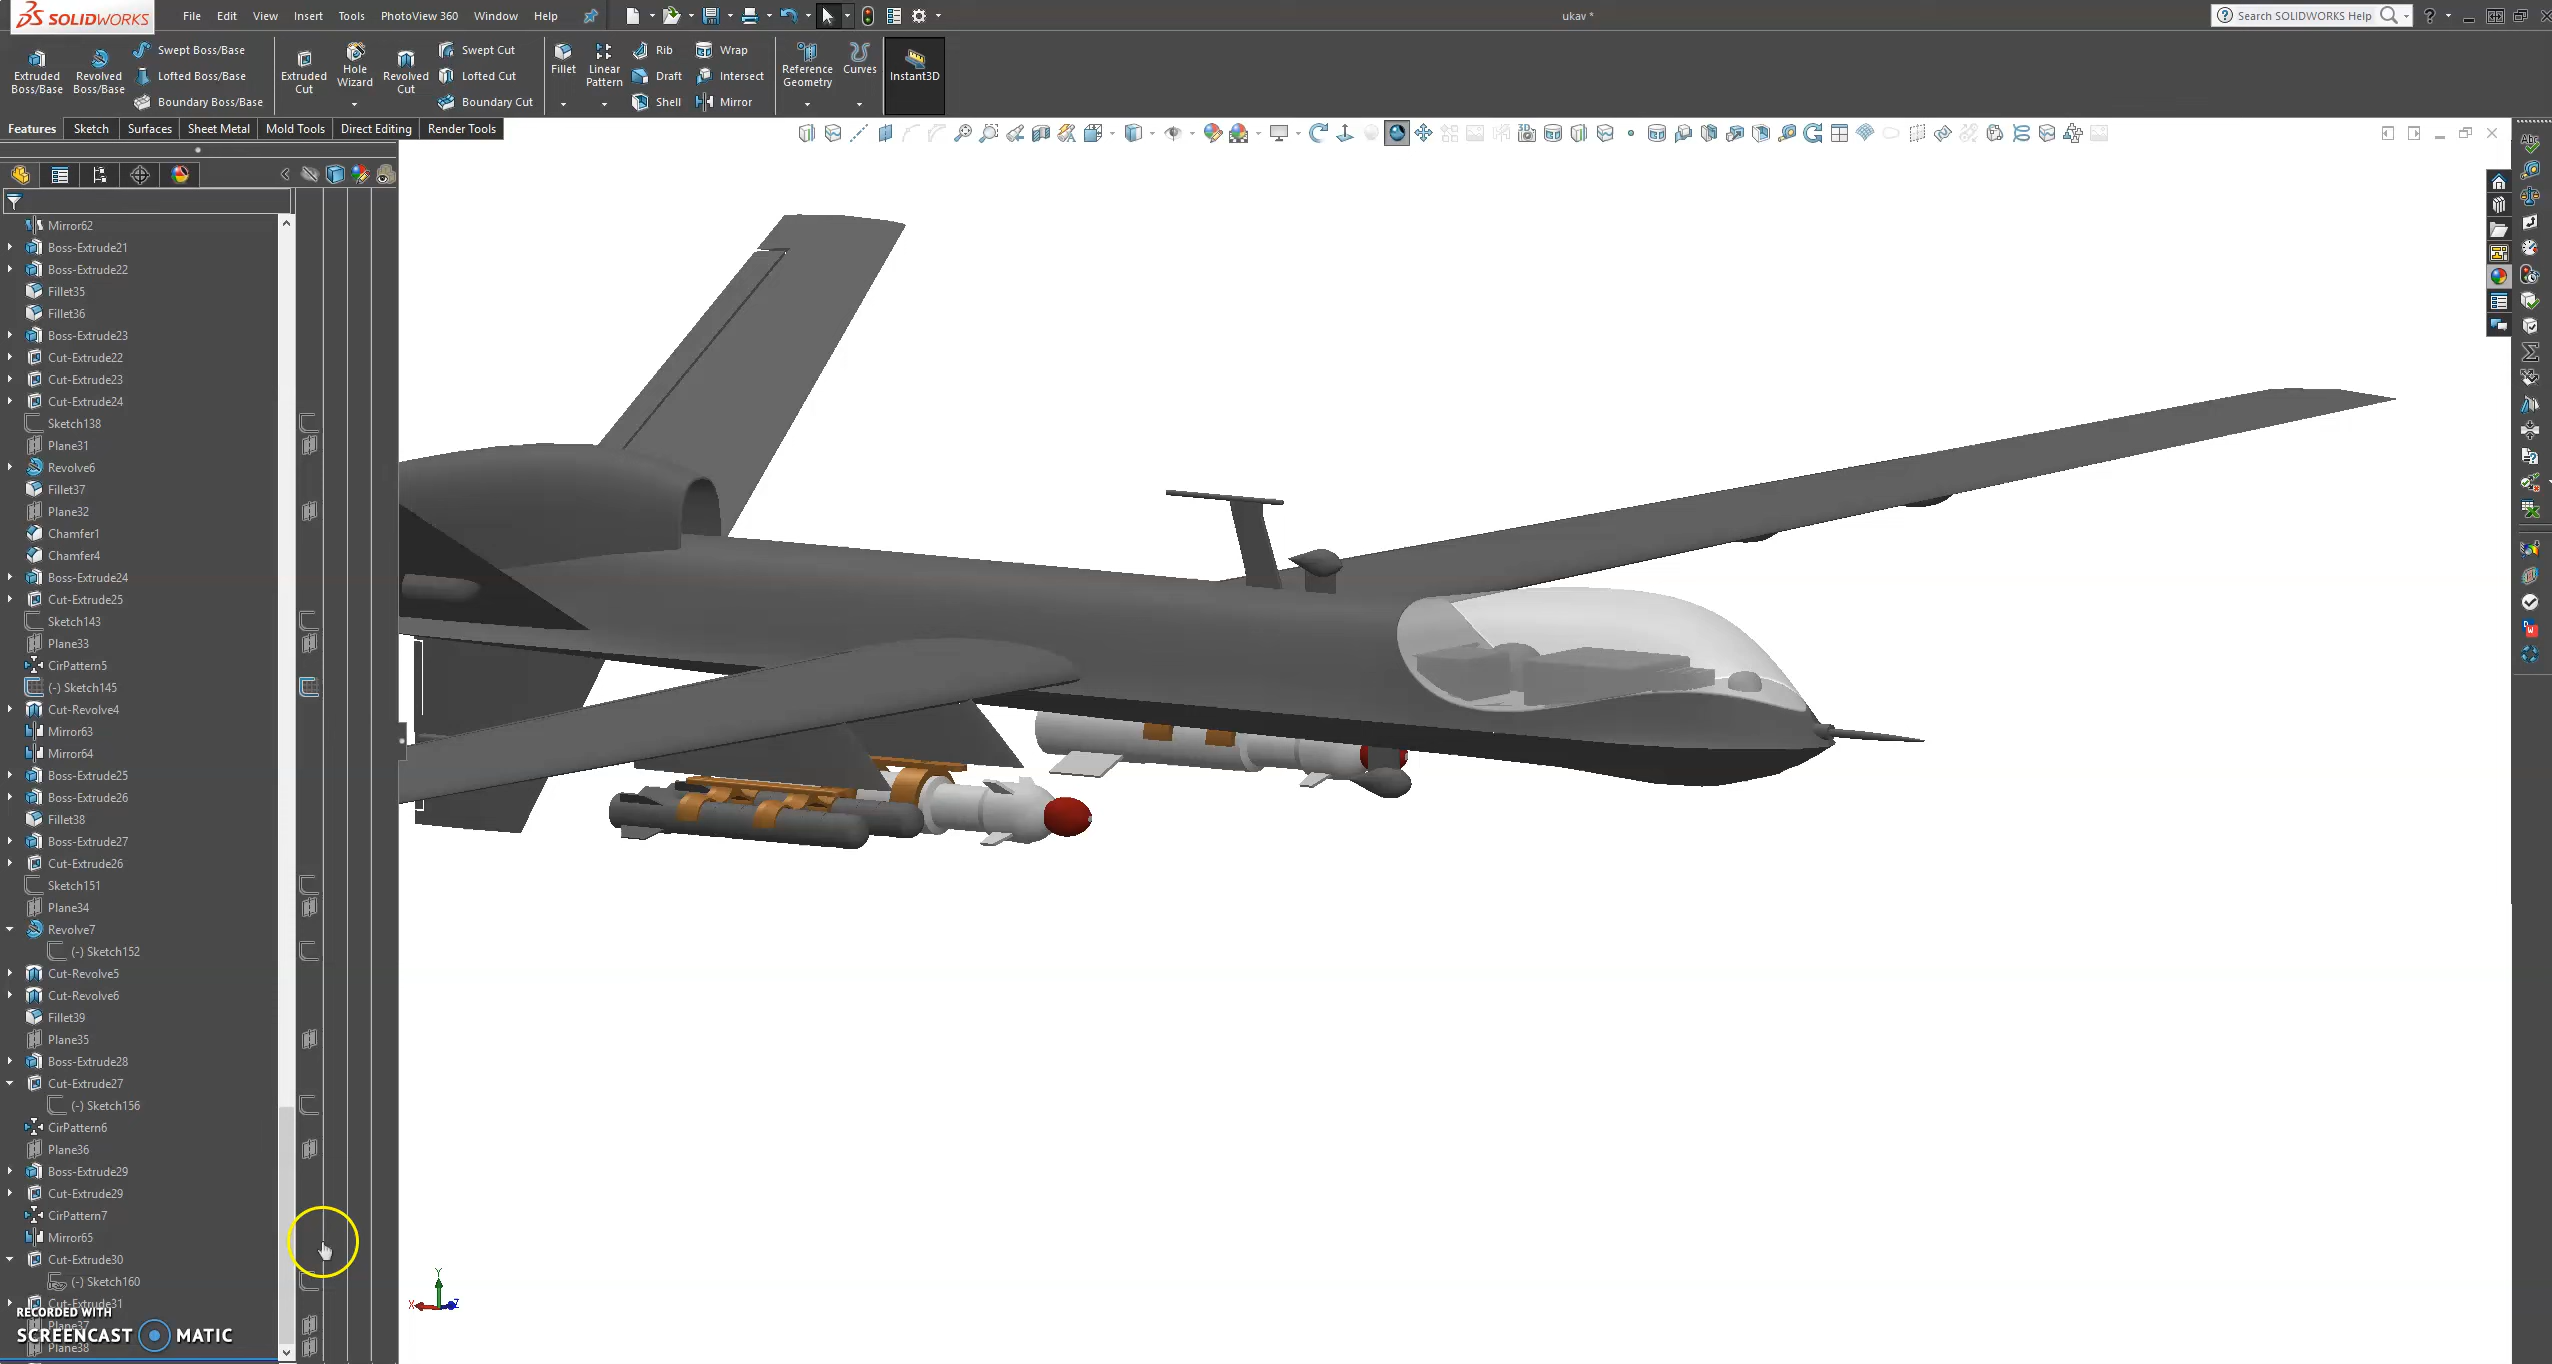 SOLIDWORKS File Edit View Insert Tools PhotoView 360 Window Help ukav * Search SOLIDWORKS Help
Extruded Boss/Base
Revolved Boss/Base
Swept Boss/Base
Lofted Boss/Base
Boundary Boss/Base
Extruded Cut
Hole Wizard
Revolved Cut
Swept Cut
Lofted Cut
Boundary Cut
Fillet
Linear Pattern
Rib
Draft
Shell
Wrap
Intersect
Mirror
Reference Geometry
Curves
Instant3D
Features Sketch Surfaces Sheet Metal Mold Tools Direct Editing Render Tools
Mirror62
Boss-Extrude21
Boss-Extrude22
Fillet35
Fillet36
Boss-Extrude23
Cut-Extrude22
Cut-Extrude23
Cut-Extrude24
Sketch138
Plane31
Revolve6
Fillet37
Plane32
Chamfer1
Chamfer4
Boss-Extrude24
Cut-Extrude25
Sketch143
Plane33
CirPattern5
(-) Sketch145
Cut-Revolve4
Mirror63
Mirror64
Boss-Extrude25
Boss-Extrude26
Fillet38
Boss-Extrude27
Cut-Extrude26
Sketch151
Plane34
Revolve7
(-) Sketch152
Cut-Revolve5
Cut-Revolve6
Fillet39
Plane35
Boss-Extrude28
Cut-Extrude27
(-) Sketch156
CirPattern6
Plane36
Boss-Extrude29
Cut-Extrude29
CirPattern7
Mirror65
Cut-Extrude30
(-) Sketch160
Cut-Extrude31
RECORDED WITH
Plane37
SCREENCAST MATIC
Plane38
Y
X Z